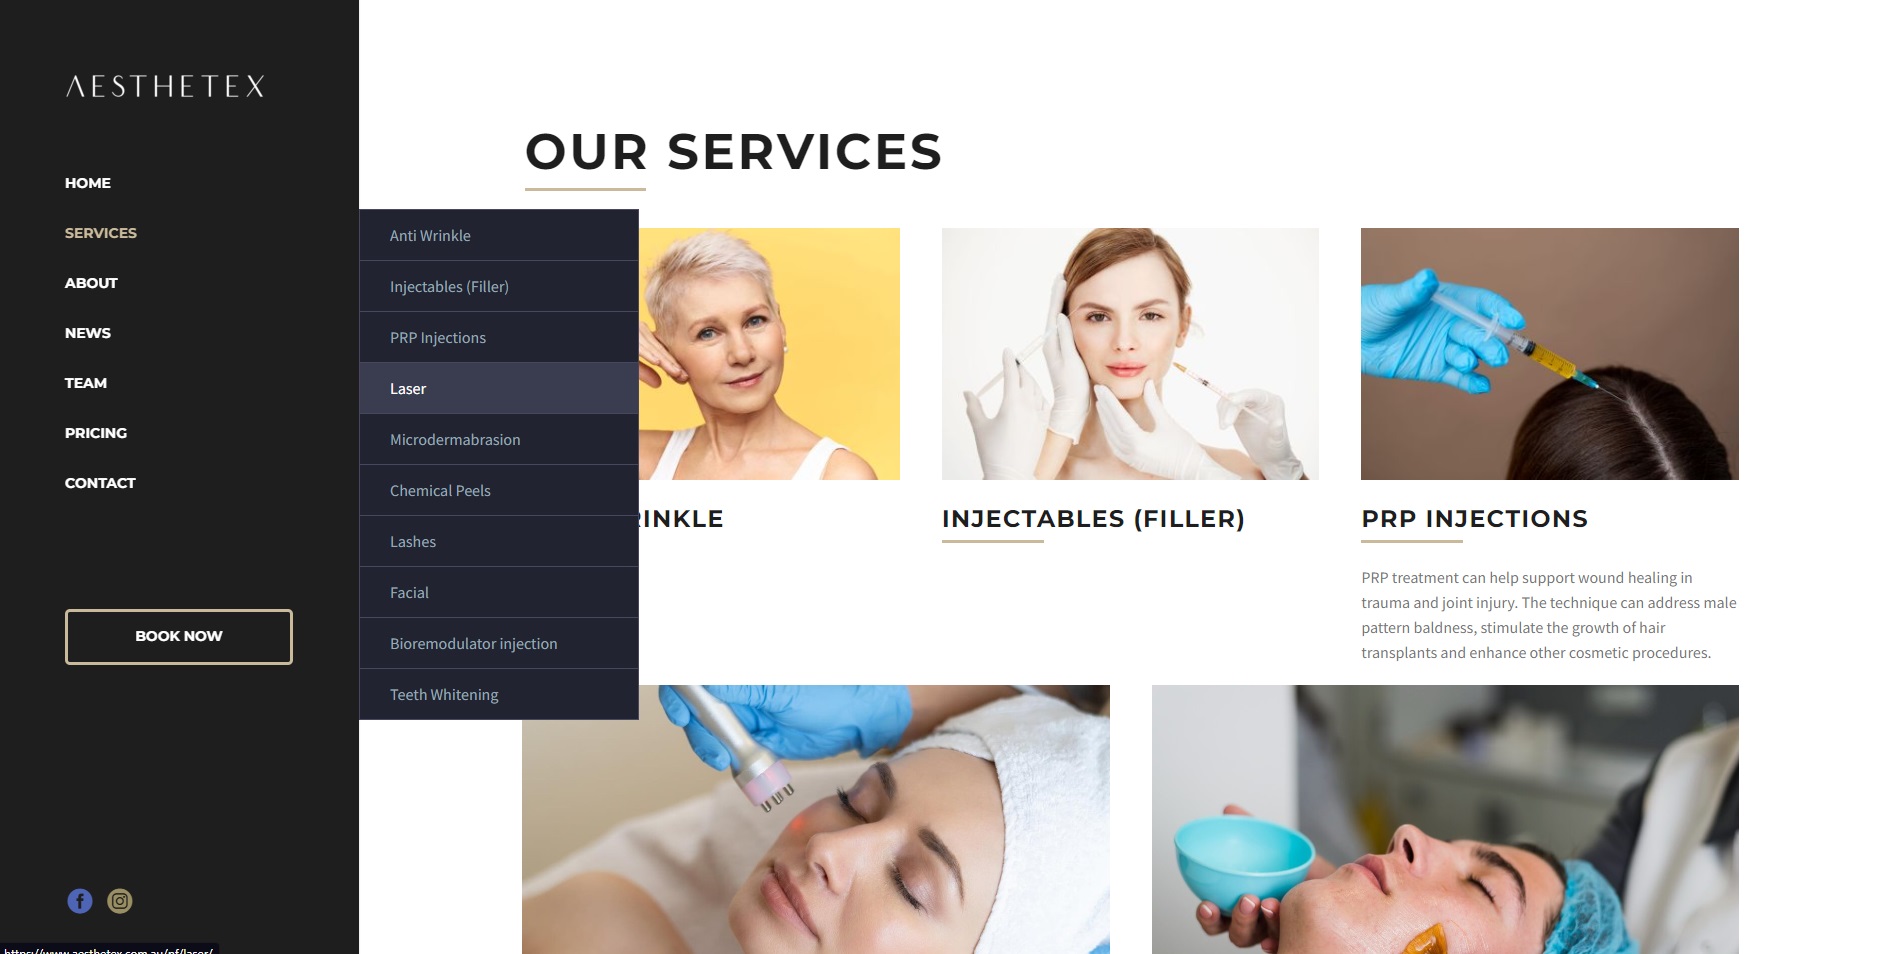 AESTHETEX
HOME
SERVICES
ABOUT
NEWS
TEAM
PRICING
CONTACT
BOOK NOW
Anti Wrinkle
Injectables (Filler)
PRP Injections
Laser
Microdermabrasion
Chemical Peels
Lashes
Facial
Bioremodulator injection
Teeth Whitening
OUR SERVICES
RINKLE
INJECTABLES (FILLER)
PRP INJECTIONS
PRP treatment can help support wound healing in
trauma and joint injury. The technique can address male
pattern baldness, stimulate the growth of hair
transplants and enhance other cosmetic procedures.
https://www.aesthetex.com.au/pf/laser/